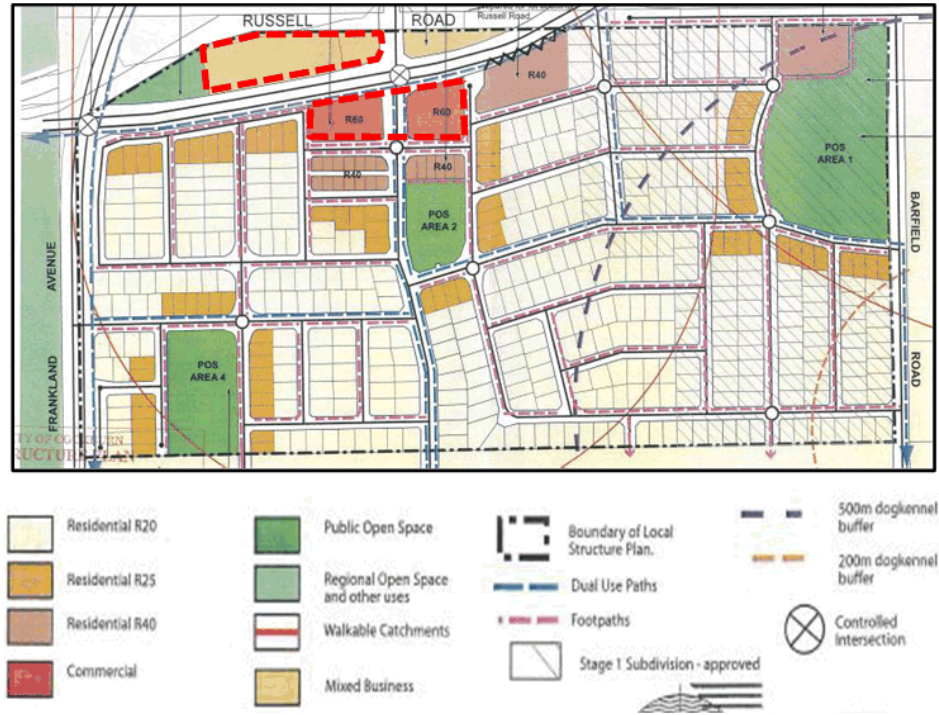 RUSSELL
ROAD
Russell Road.
R40
R60
R60
R40
R40
POS
AREA 1
POS
AREA 2
POS
AREA 4
FRANKLAND
AVENUE
BARFIELD
ROAD
Residential R20
Residential R25
Residential R40
Commercial
Public Open Space
Regional Open Space
and other uses
Walkable Catchments
Mixed Business
Boundary of Local
Structure Plan.
Dual Use Paths
Footpaths
Stage 1 Subdivision - approved
500m dogkennel
buffer
200m dogkennel
buffer
Controlled
Intersection